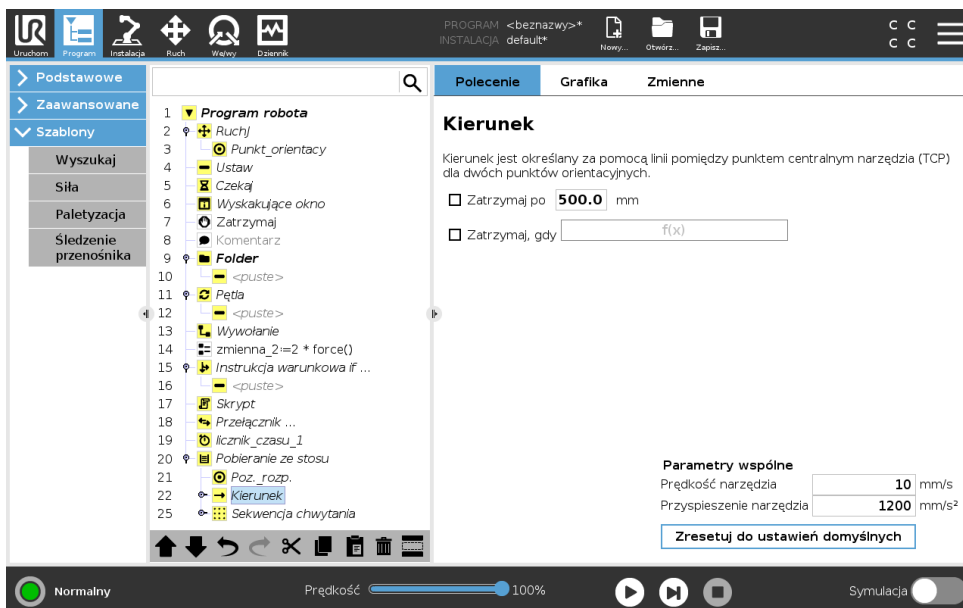 Uruchom
Program
Instalacja
Ruch
We/wy
Dziennik
PROGRAM <beznazwy>*
INSTALACJA default*
Nowy...
Otwórz...
Zapisz...
C C
C C
Podstawowe
Zaawansowane
Szablony
Wyszukaj
Siła
Paletyzacja
Śledzenie
przenośnika
1 Program robota
2 RuchJ
3 Punkt_orientacy
4 Ustaw
5 Czekaj
6 Wyskakujące okno
7 Zatrzymaj
8 Komentarz
9 Folder
10 <puste>
11 Pętla
12 <puste>
13 Wywołanie
14 zmienna_2:=2 * force()
15 Instrukcja warunkowa if ...
16 <puste>
17 Skrypt
18 Przełącznik ...
19 licznik_czasu_1
20 Pobieranie ze stosu
21 Poz._rozp.
22 Kierunek
25 Sekwencja chwytania
Polecenie Grafika Zmienne
Kierunek
Kierunek jest określany za pomocą linii pomiędzy punktem centralnym narzędzia (TCP)
dla dwóch punktów orientacyjnych.
Zatrzymaj po 500.0 mm
Zatrzymaj, gdy f(x)
Parametry wspólne
Prędkość narzędzia 10 mm/s
Przyspieszenie narzędzia 1200 mm/s²
Zresetuj do ustawień domyślnych
Normalny
Prędkość 100%
Symulacja